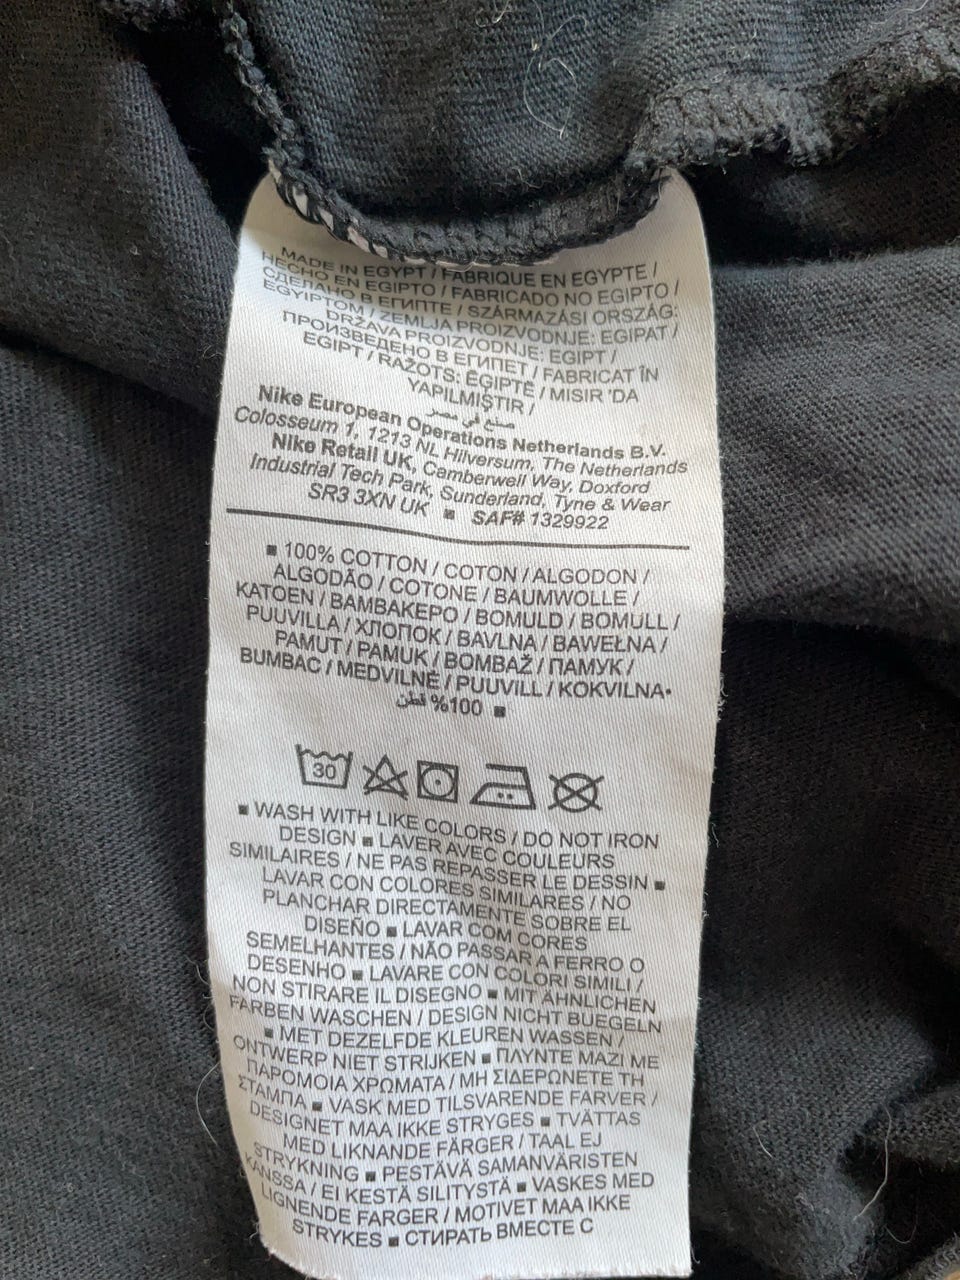 MADE IN EGYPT / FABRIQUE EN EGYPTE /
HECHO EN EGIPTO / FABRICADO NO EGIPTO /
СДЕЛАНО В ЕГИПТЕ / SZÁRMAZÁSI ORSZÁG:
EGYIPTOM / ZEMLJA PROIZVODNJE: EGIPAT /
DRŽAVA PROIZVODNJE: EGIPT /
ПРОИЗВЕДЕНО В ЕГИПЕТ / FABRICAT ÎN
EGIPT / RAŽOTS: ĒĢIPTĒ / MISIR 'DA
YAPILMIŞTIR /
صنع في مصر
Nike European Operations Netherlands B.V.
Colosseum 1, 1213 NL Hilversum, The Netherlands
Nike Retail UK, Camberwell Way, Doxford
Industrial Tech Park, Sunderland, Tyne & Wear
SR3 3XN UK ■ SAF# 1329922
■ 100% COTTON / COTON / ALGODON /
ALGODÃO / COTONE / BAUMWOLLE /
KATOEN / ΒΑΜΒΑΚΕΡΟ / BOMULD / BOMULL /
PUUVILLA / ХЛОПОК / BAVLNA / BAWEŁNA /
PAMUT / PAMUK / BOMBAŽ / ПАМУК /
BUMBAC / MEDVILNĖ / PUUVILL / KOKVILNA•
قطن %100 ■
30
■ WASH WITH LIKE COLORS / DO NOT IRON
DESIGN ■ LAVER AVEC COULEURS
SIMILAIRES / NE PAS REPASSER LE DESSIN ■
LAVAR CON COLORES SIMILARES / NO
PLANCHAR DIRECTAMENTE SOBRE EL
DISEÑO ■ LAVAR COM CORES
SEMELHANTES / NÃO PASSAR A FERRO O
DESENHO ■ LAVARE CON COLORI SIMILI /
NON STIRARE IL DISEGNO ■ MIT ÄHNLICHEN
FARBEN WASCHEN / DESIGN NICHT BUEGELN
■ MET DEZELFDE KLEUREN WASSEN /
ONTWERP NIET STRIJKEN ■ ΠΛΥΝΤΕ ΜΑΖΙ ΜΕ
ΠΑΡΟΜΟΙΑ ΧΡΩΜΑΤΑ / ΜΗ ΣΙΔΕΡΩΝΕΤΕ ΤΗ
ΣΤΑΜΠΑ ■ VASK MED TILSVARENDE FARVER /
DESIGNET MAA IKKE STRYGES ■ TVÄTTAS
MED LIKNANDE FÄRGER / TAAL EJ
STRYKNING ■ PESTÄVÄ SAMANVÄRISTEN
KANSSA / EI KESTÄ SILITYSTÄ ■ VASKES MED
LIGNENDE FARGER / MOTIVET MAA IKKE
STRYKES ■ СТИРАТЬ ВМЕСТЕ С